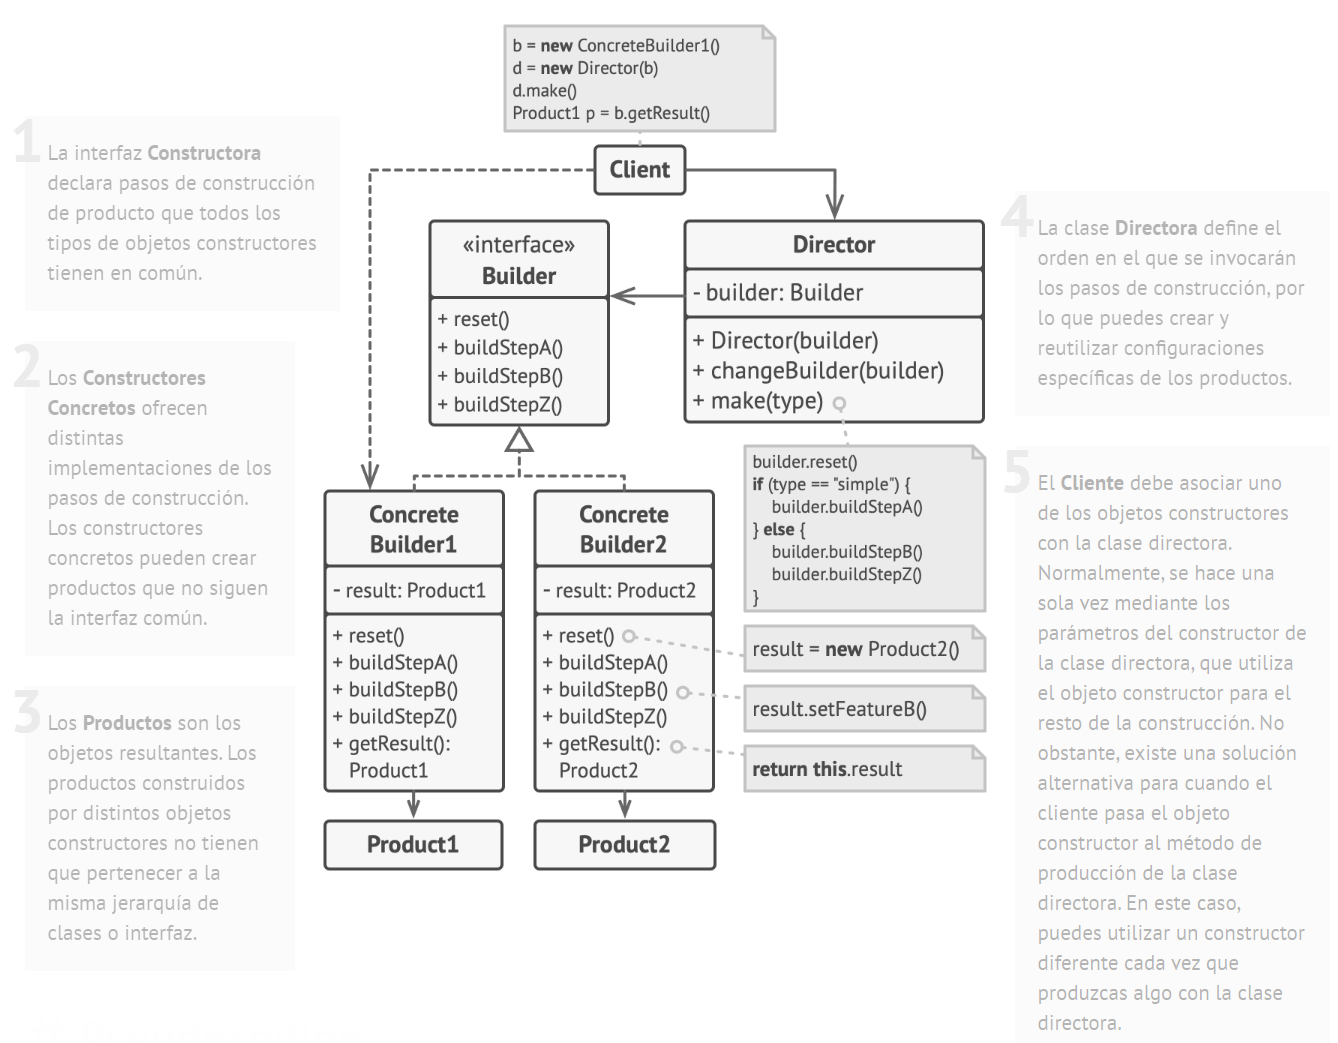 b = new ConcreteBuilder1()
d = new Director(b)
d.make()
Product1 p = b.getResult()
Client
1
La interfaz Constructora
declara pasos de construcción
de producto que todos los
tipos de objetos constructores
tienen en común.
2
Los Constructores
Concretos ofrecen
distintas
implementaciones de los
pasos de construcción.
Los constructores
concretos pueden crear
productos que no siguen
la interfaz común.
3
Los Productos son los
objetos resultantes. Los
productos construidos
por distintos objetos
constructores no tienen
que pertenecer a la
misma jerarquía de
clases o interfaz.
«interface»
Builder
+ reset()
+ buildStepA()
+ buildStepB()
+ buildStepZ()
Director
- builder: Builder
+ Director(builder)
+ changeBuilder(builder)
+ make(type)
builder.reset()
if (type == "simple") {
builder.buildStepA()
} else {
builder.buildStepB()
builder.buildStepZ()
}
Concrete
Builder1
- result: Product1
+ reset()
+ buildStepA()
+ buildStepB()
+ buildStepZ()
+ getResult():
Product1
Product1
Concrete
Builder2
- result: Product2
+ reset()
+ buildStepA()
+ buildStepB()
+ buildStepZ()
+ getResult():
Product2
Product2
result = new Product2()
result.setFeatureB()
return this.result
4
La clase Directora define el
orden en el que se invocarán
los pasos de construcción, por
lo que puedes crear y
reutilizar configuraciones
específicas de los productos.
5
El Cliente debe asociar uno
de los objetos constructores
con la clase directora.
Normalmente, se hace una
sola vez mediante los
parámetros del constructor de
la clase directora, que utiliza
el objeto constructor para el
resto de la construcción. No
obstante, existe una solución
alternativa para cuando el
cliente pasa el objeto
constructor al método de
producción de la clase
directora. En este caso,
puedes utilizar un constructor
diferente cada vez que
produzcas algo con la clase
directora.